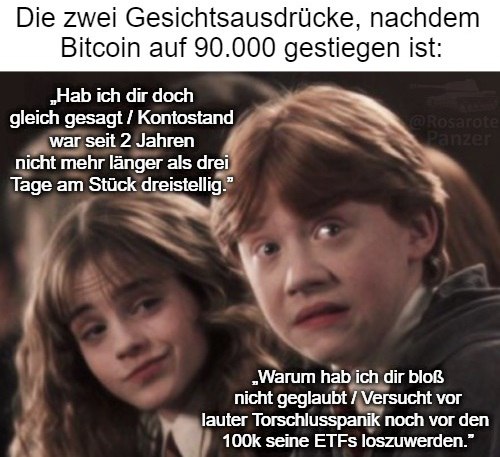 Die zwei Gesichtsausdrücke, nachdem
Bitcoin auf 90.000 gestiegen ist:
„Hab ich dir doch
gleich gesagt / Kontostand
war seit 2 Jahren
nicht mehr länger als drei
Tage am Stück dreistellig.”
@Rosarote
Panzer
„Warum hab ich dir bloß
nicht geglaubt / Versucht vor
lauter Torschlusspanik noch vor den
100k seine ETFs loszuwerden.”